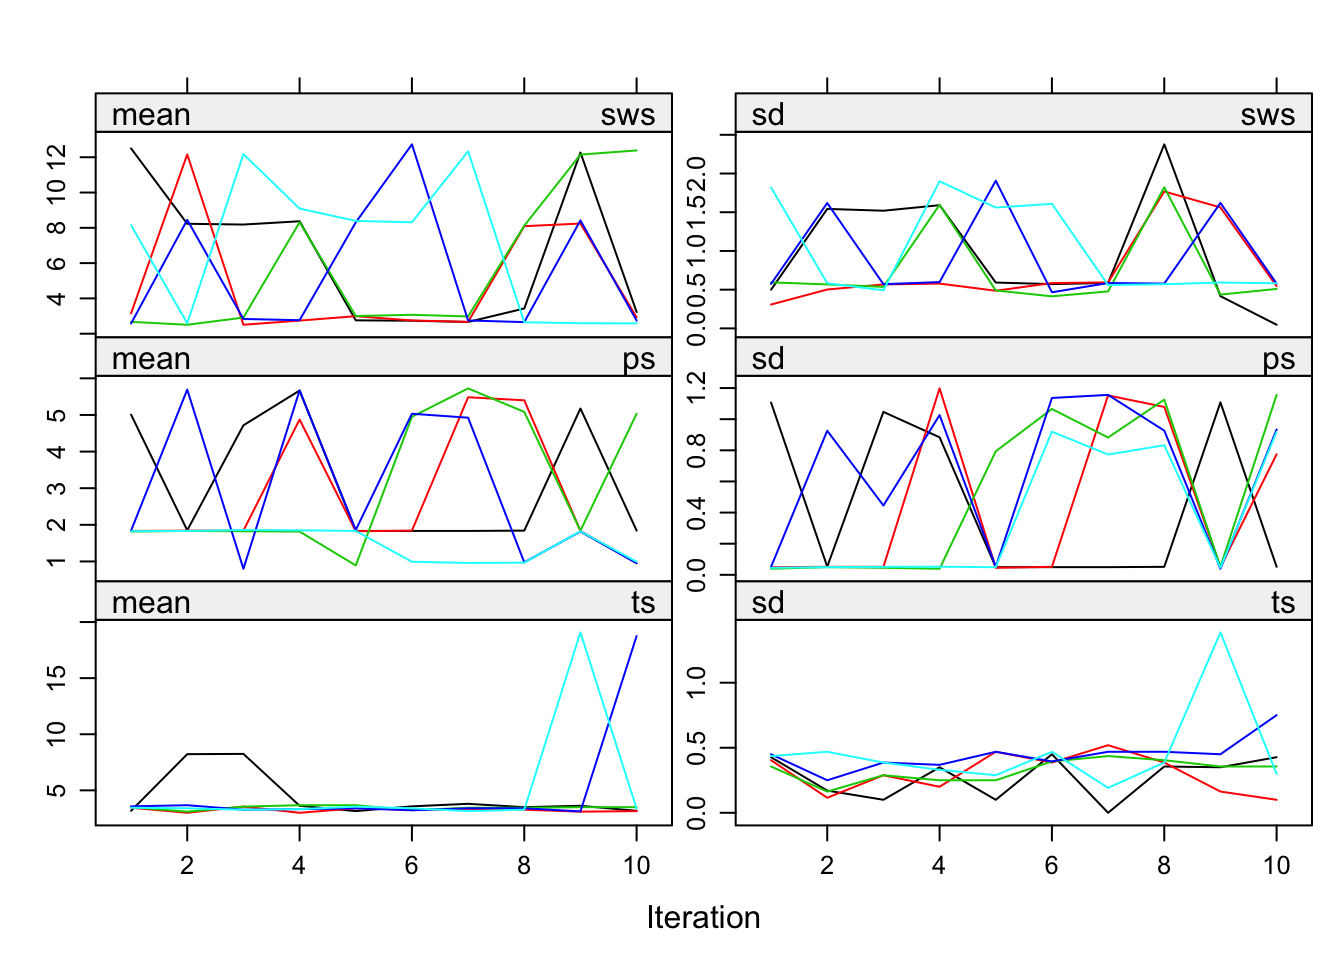 mean sws sd sws
4 6 8 10 12
0.0 0.5 1.0 1.5 2.0
mean ps sd ps
1 2 3 4 5
0.0 0.4 0.8 1.2
mean ts sd ts
5 10 15
0.0 0.5 1.0
2 4 6 8 10 2 4 6 8 10
Iteration